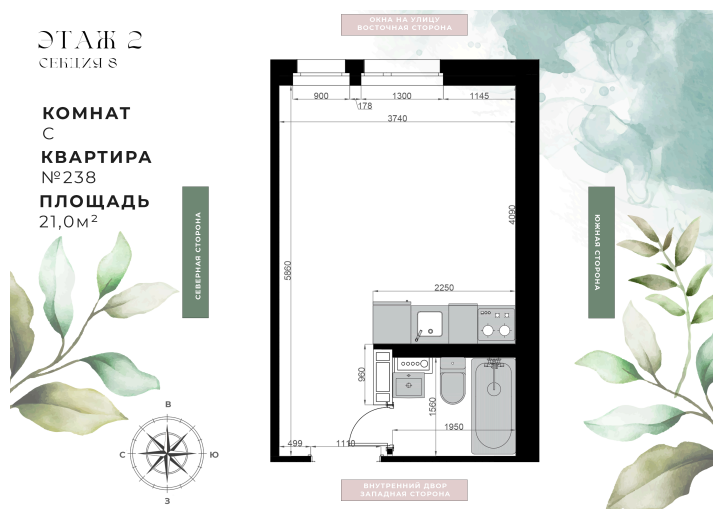 ЭТАЖ 2
СЕКЦИЯ 8
КОМНАТ
С
КВАРТИРА
№238
ПЛОЩАДЬ
21,0м²
ОКНА НА УЛИЦУ
ВОСТОЧНАЯ СТОРОНА
900
178
1300
1145
3740
4090
5860
2250
960
1560
1950
499
1110
СЕВЕРНАЯ СТОРОНА
ЮЖНАЯ СТОРОНА
В
С
Ю
З
ВНУТРЕННИЙ ДВОР
ЗАПАДНАЯ СТОРОНА